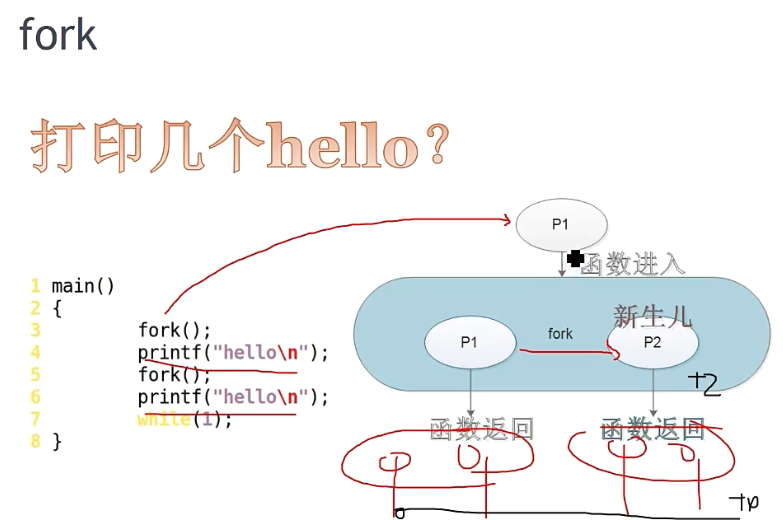 fork
打印几个hello?
P1
函数进入
1 main()
2 {
3 fork();
4 printf("hello\n");
5 fork();
6 printf("hello\n");
7 while(1);
8 }
新生儿
P1
fork
P2
+2
函数返回
函数返回